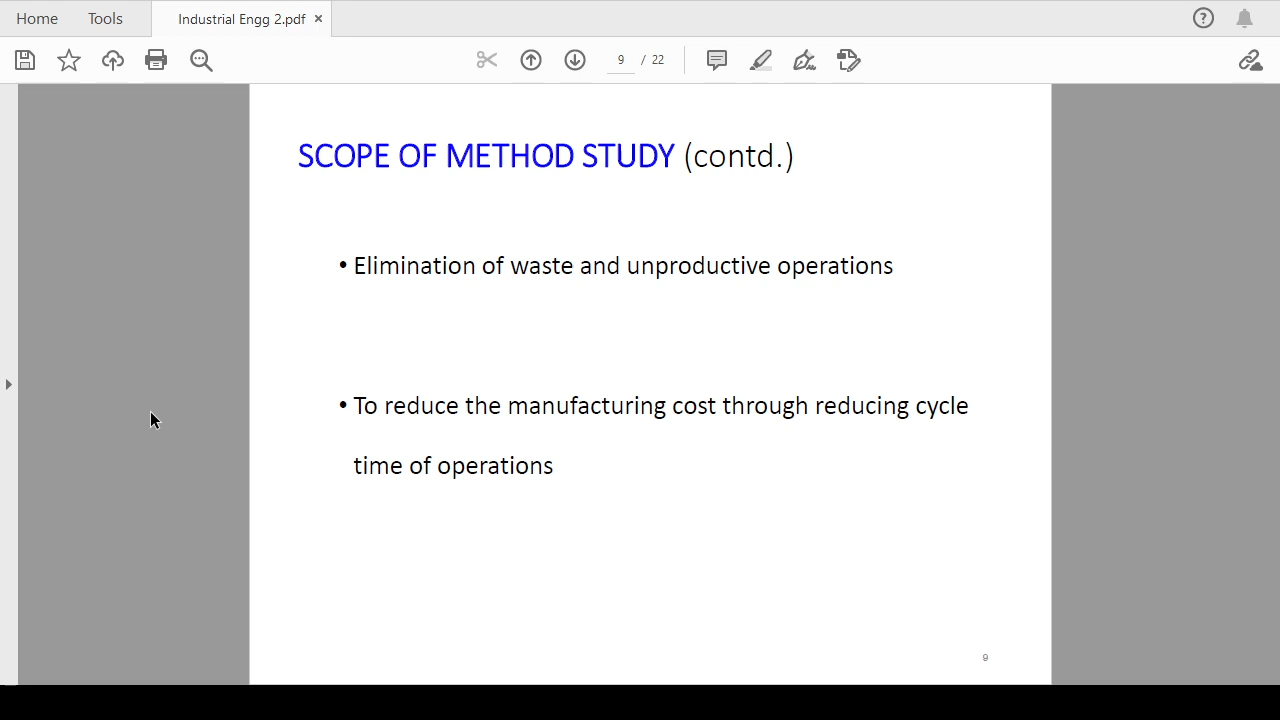 Home Tools Industrial Engg 2.pdf ×
9 / 22
SCOPE OF METHOD STUDY (contd.)
• Elimination of waste and unproductive operations
• To reduce the manufacturing cost through reducing cycle
time of operations
9